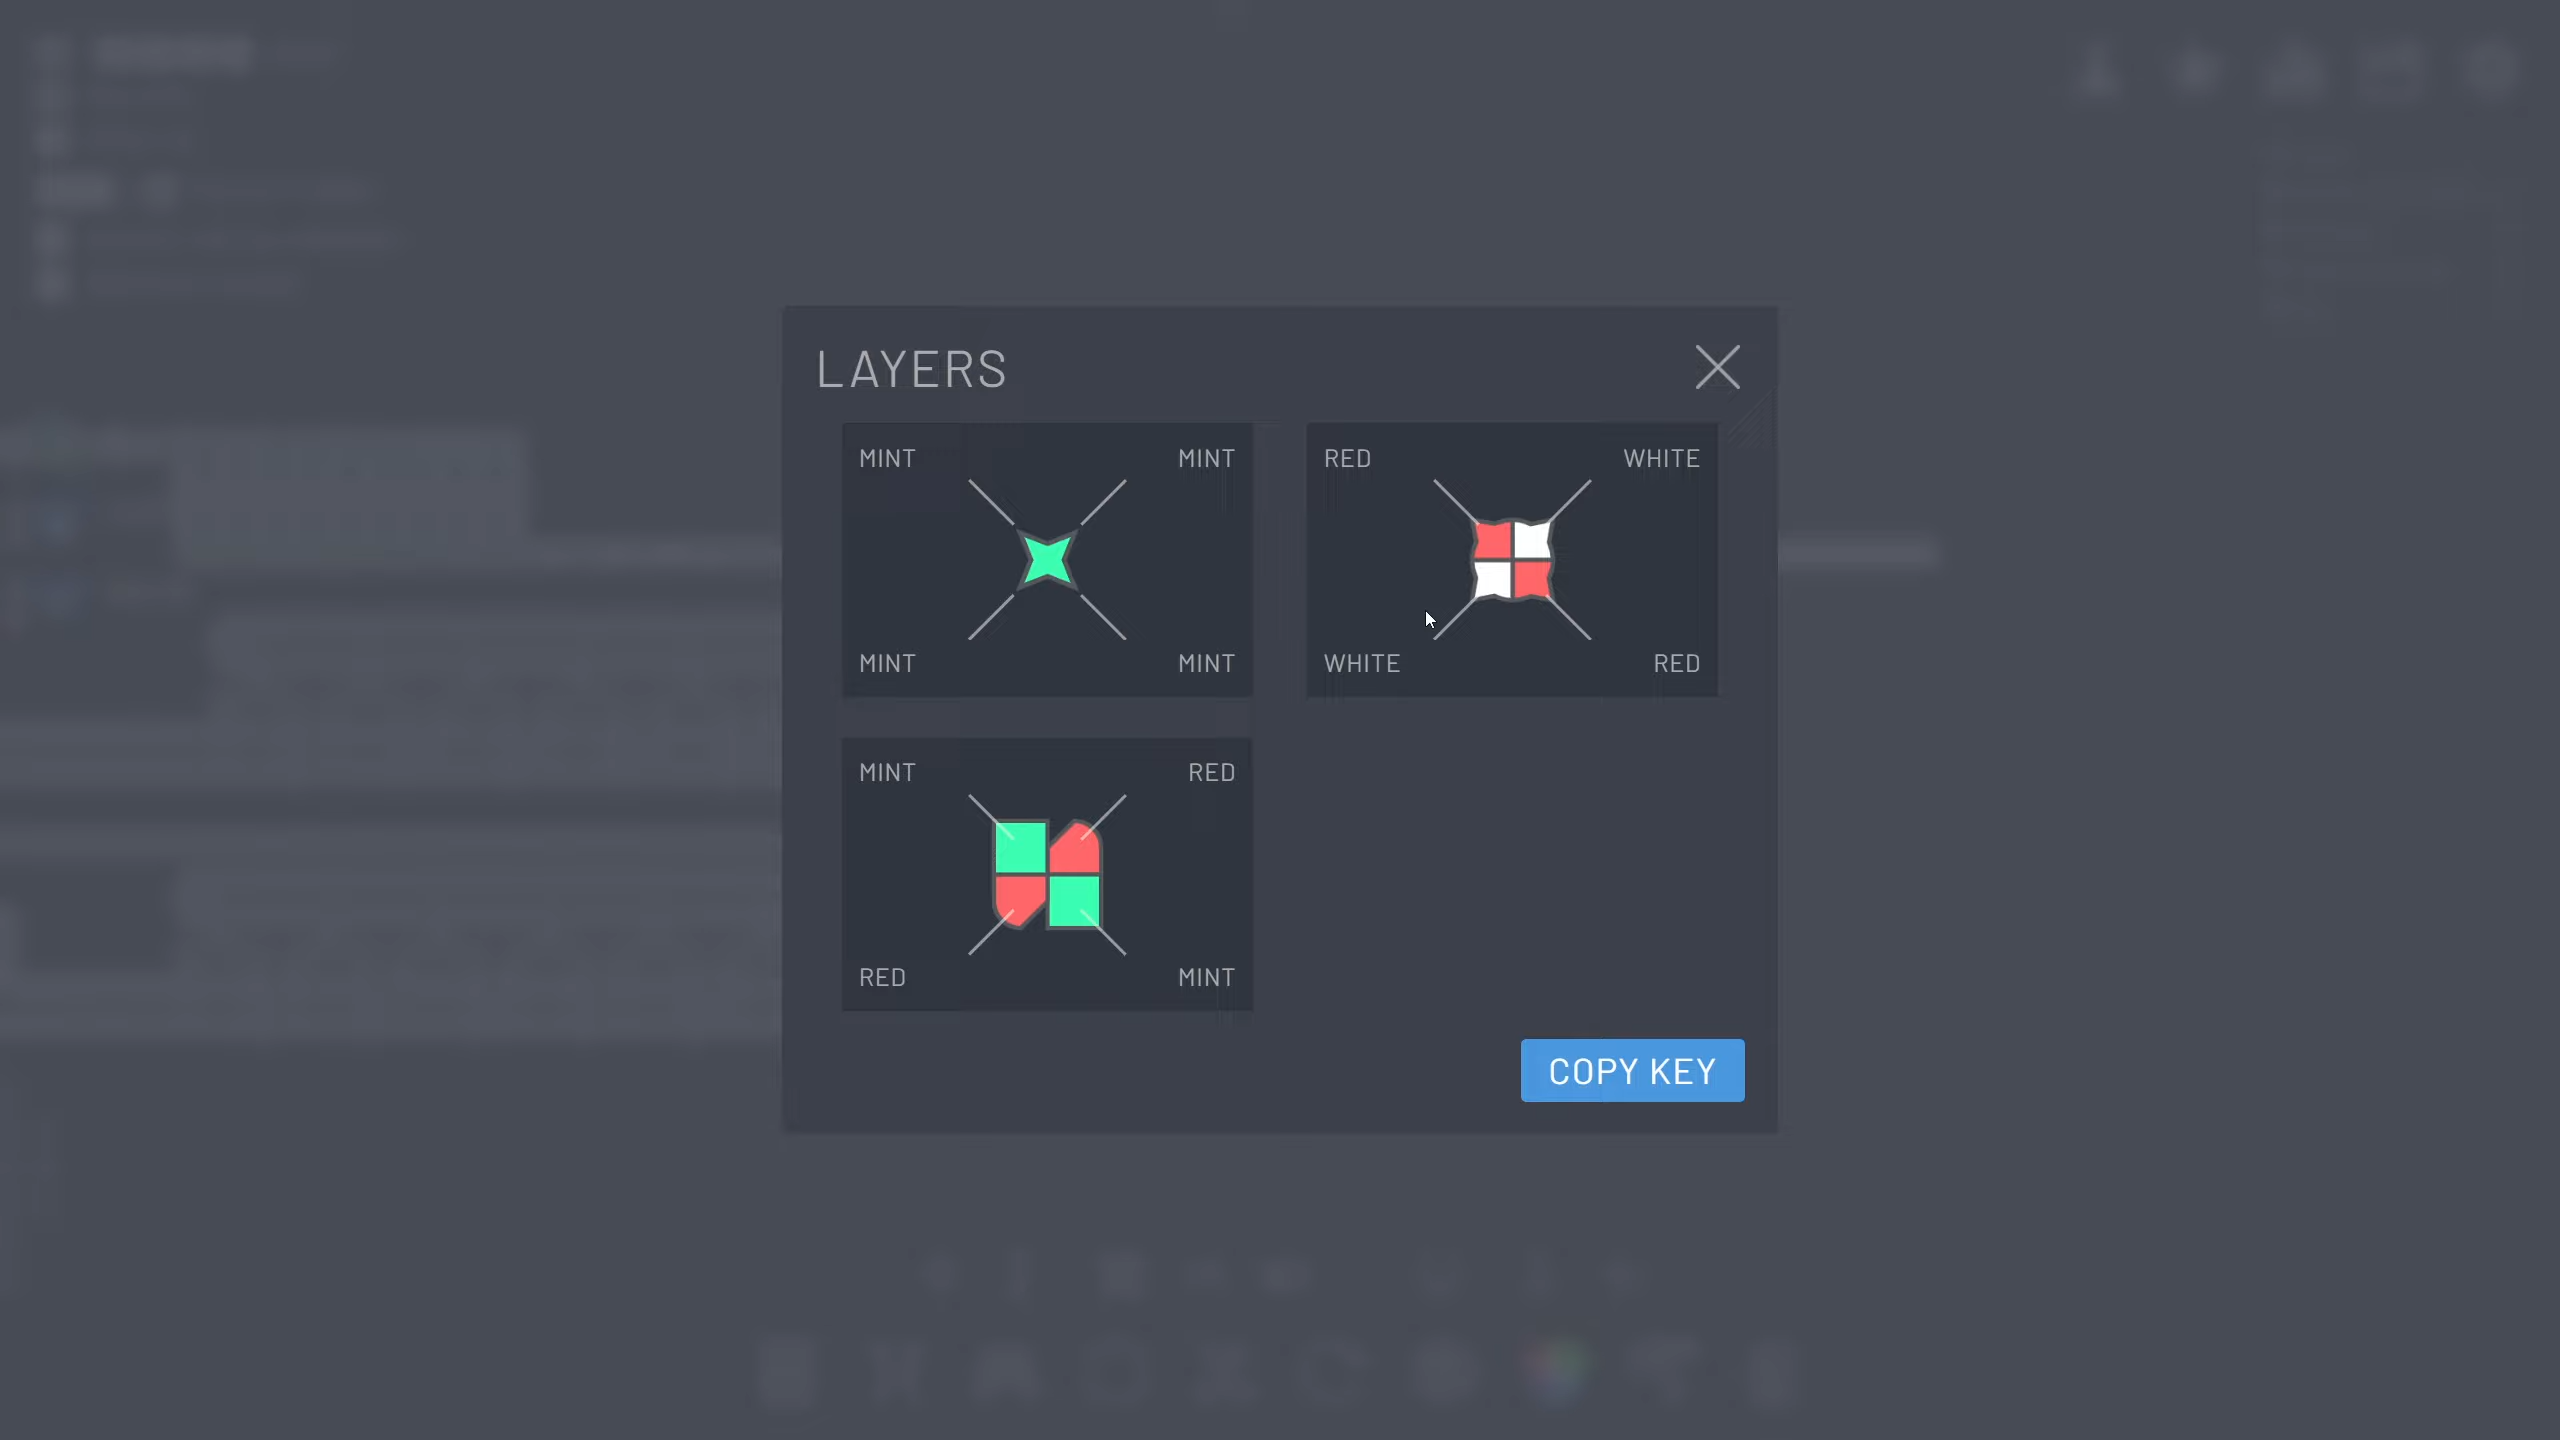 LAYERS
MINT MINT
MINT MINT
RED WHITE
WHITE RED
MINT RED
RED MINT
COPY KEY